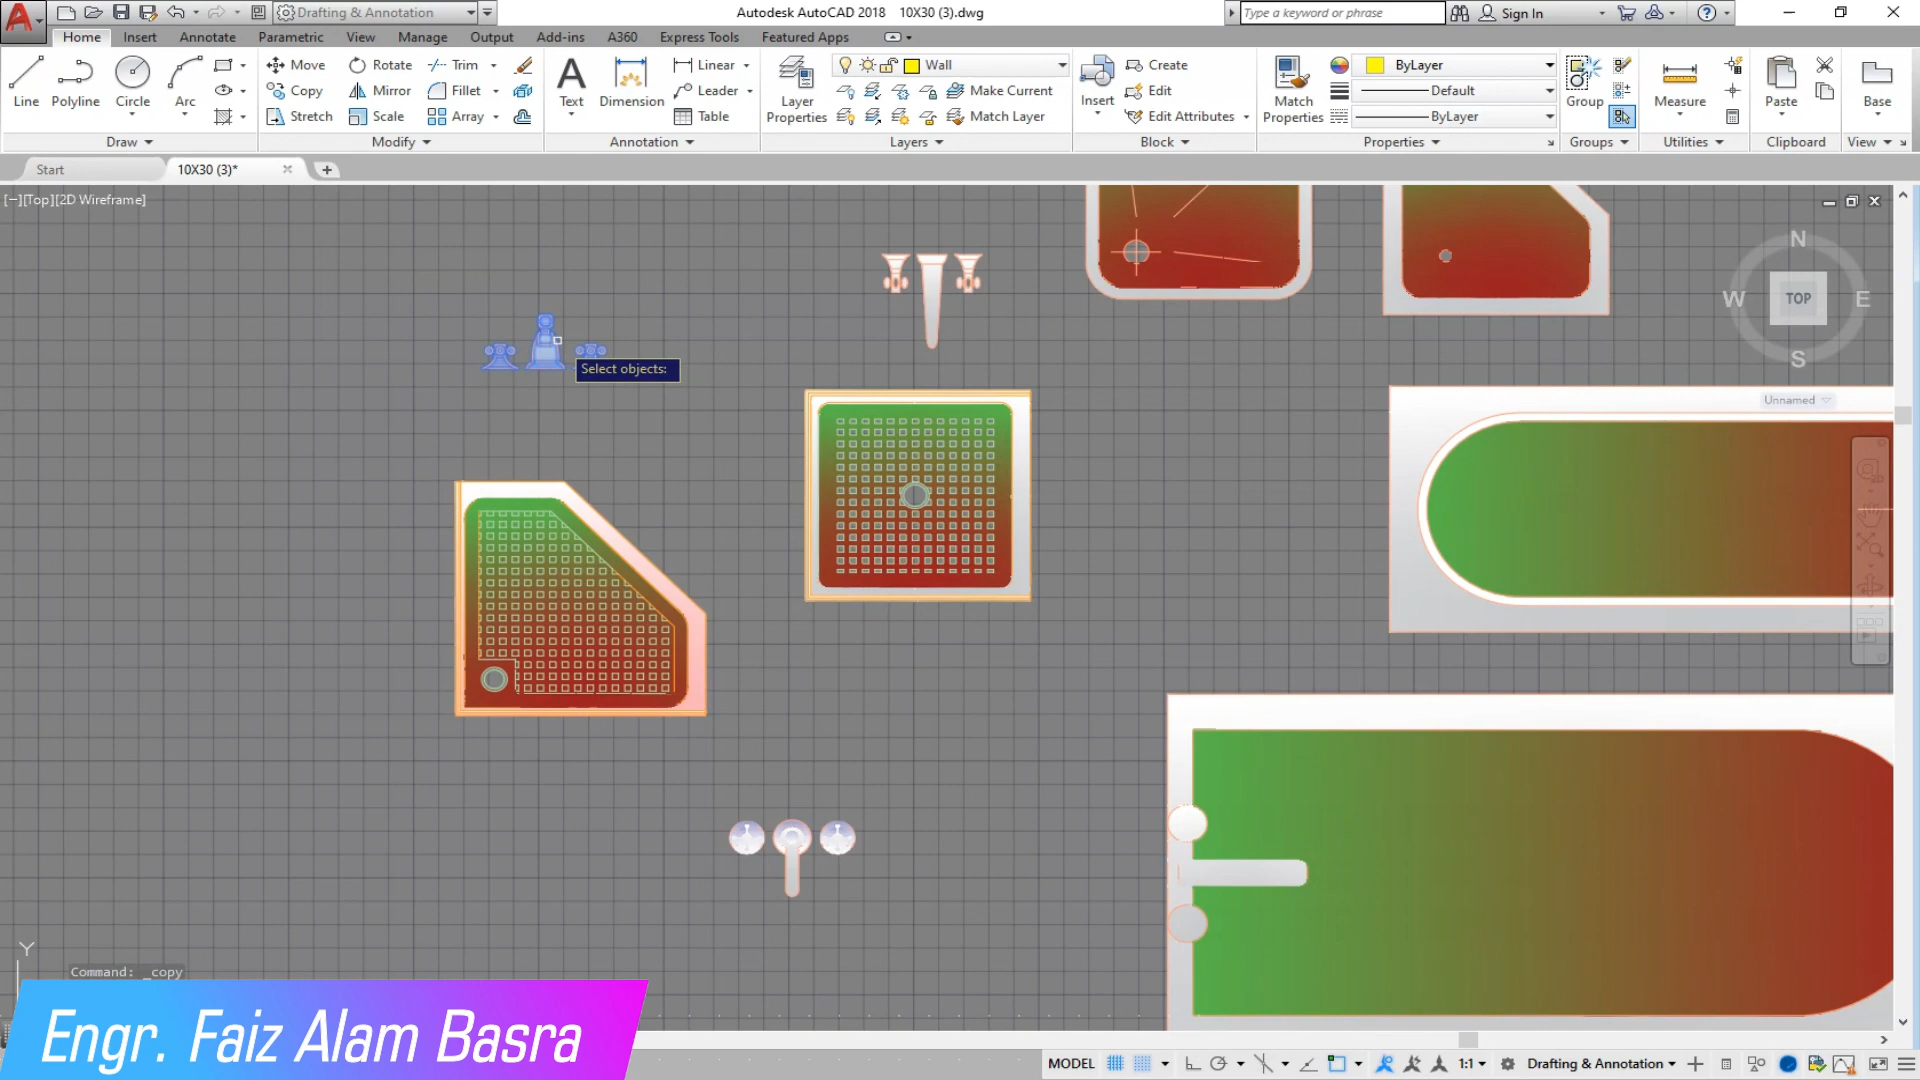 Drafting & Annotation
Autodesk AutoCAD 2018 10X30 (3).dwg
Type a keyword or phrase
Sign In
Home Insert Annotate Parametric View Manage Output Add-ins A360 Express Tools Featured Apps
Line Polyline Circle Arc
Move Rotate Trim
Copy Mirror Fillet
Stretch Scale Array
Text Dimension
Linear
Leader
Table
Layer Properties
Wall
Make Current
Match Layer
Insert
Create
Edit
Edit Attributes
Match Properties
ByLayer
Default
ByLayer
Group
Measure
Paste
Base
Draw Modify Annotation Layers Block Properties Groups Utilities Clipboard View
Start 10X30 (3)*
[−][Top][2D Wireframe]
N
W TOP E
S
Select objects:
Unnamed
Y
Command: _copy
Engr. Faiz Alam Basra
MODEL 1:1 Drafting & Annotation